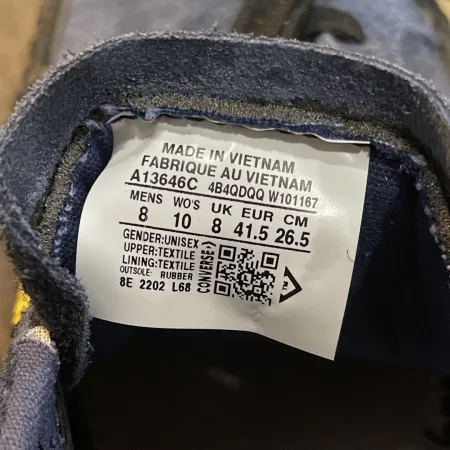 MADE IN VIETNAM
FABRIQUE AU VIETNAM
A13646C 4B4QDQQ W101167
MENS WO'S UK EUR CM
8 10 8 41.5 26.5
GENDER:UNISEX
UPPER:TEXTILE
LINING:TEXTILE
OUTSOLE: RUBBER
8E 2202 L68
CONVERSE
TM